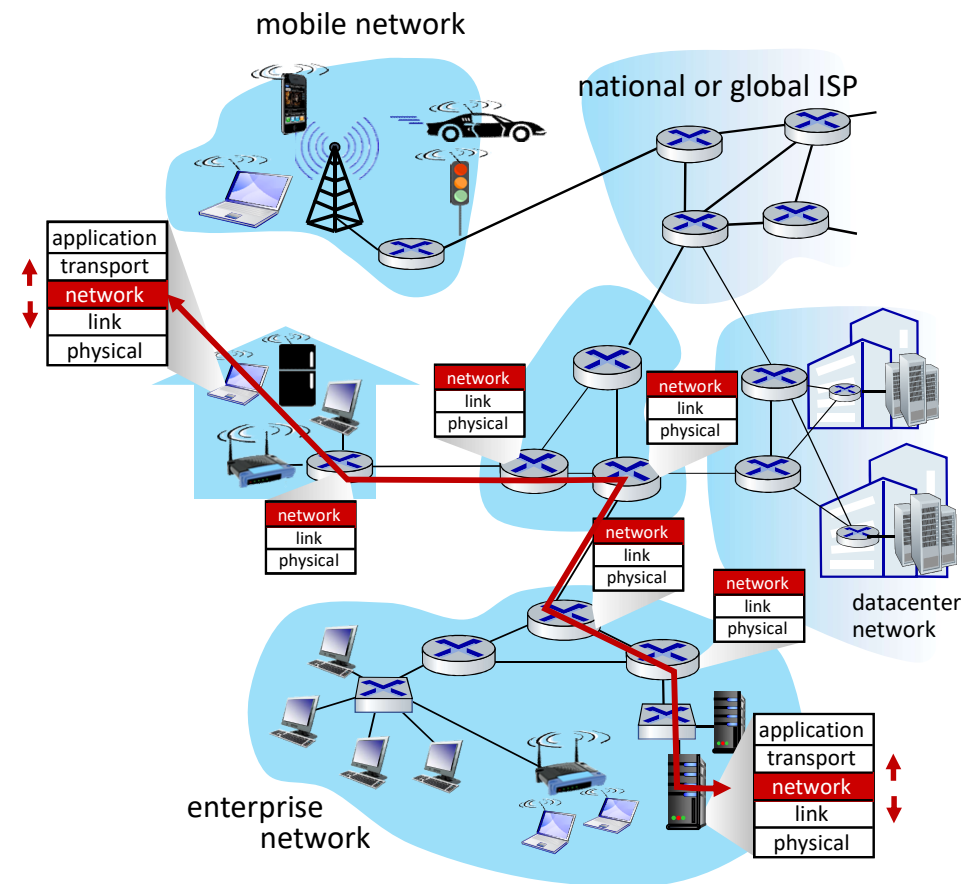 mobile network
national or global ISP
application
transport
network
link
physical
network
link
physical
network
link
physical
network
link
physical
network
link
physical
network
link
physical
datacenter
network
application
transport
network
link
physical
enterprise
network